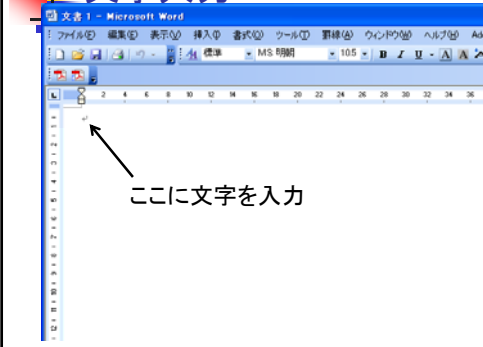 文書 1 - Microsoft Word
ファイル(F) 編集(E) 表示(V) 挿入(I) 書式(O) ツール(T) 罫線(A) ウィンドウ(W) ヘルプ(H) Ad
標準 MS 明朝 10.5 B I U A A
L 2 4 6 8 10 12 14 16 18 20 22 24 26 28 30 32 34 36
ここに文字を入力